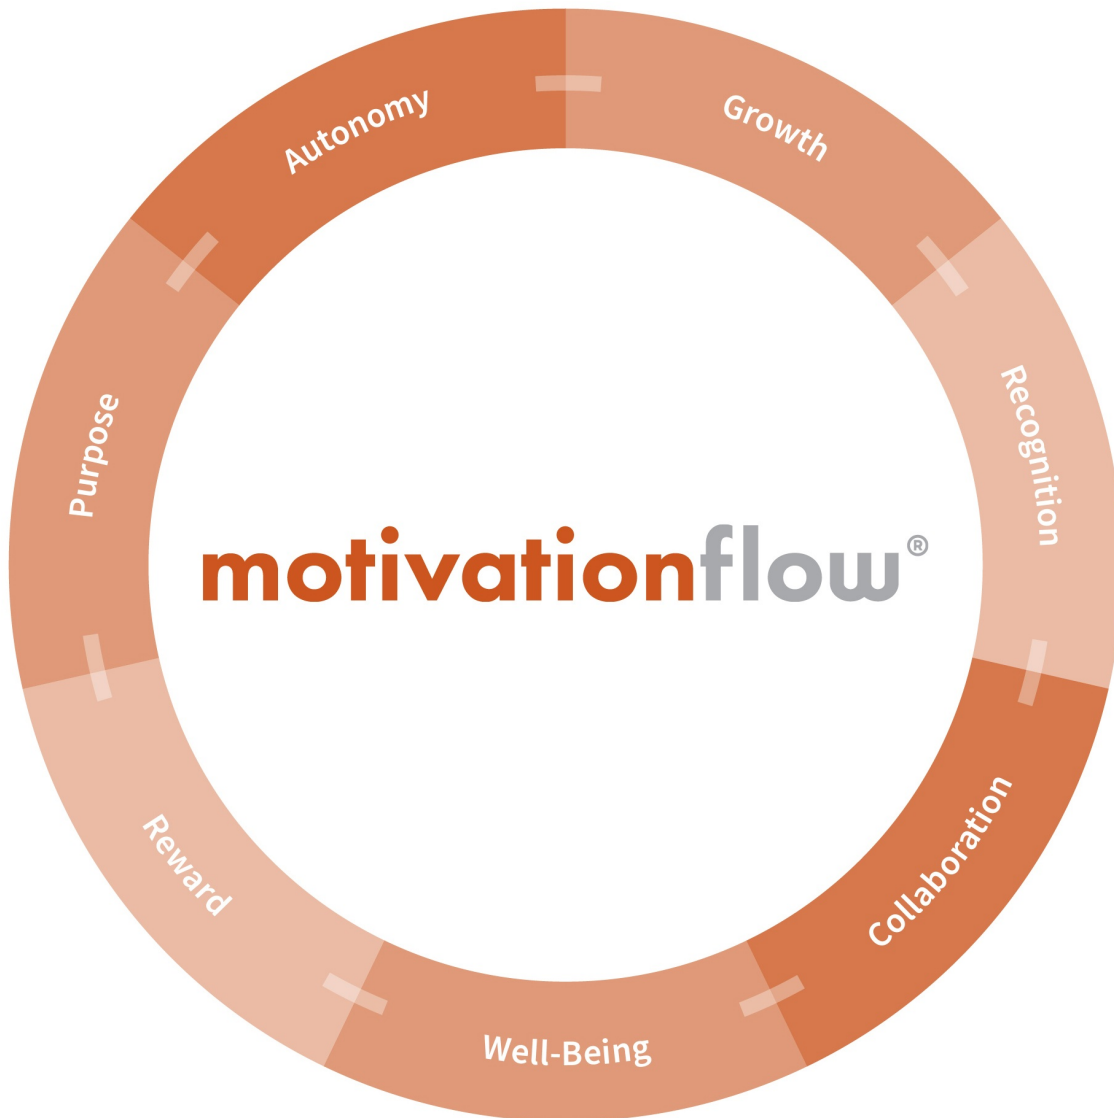 Autonomy
Growth
Recognition
Collaboration
Well-Being
Reward
Purpose
motivationflow®